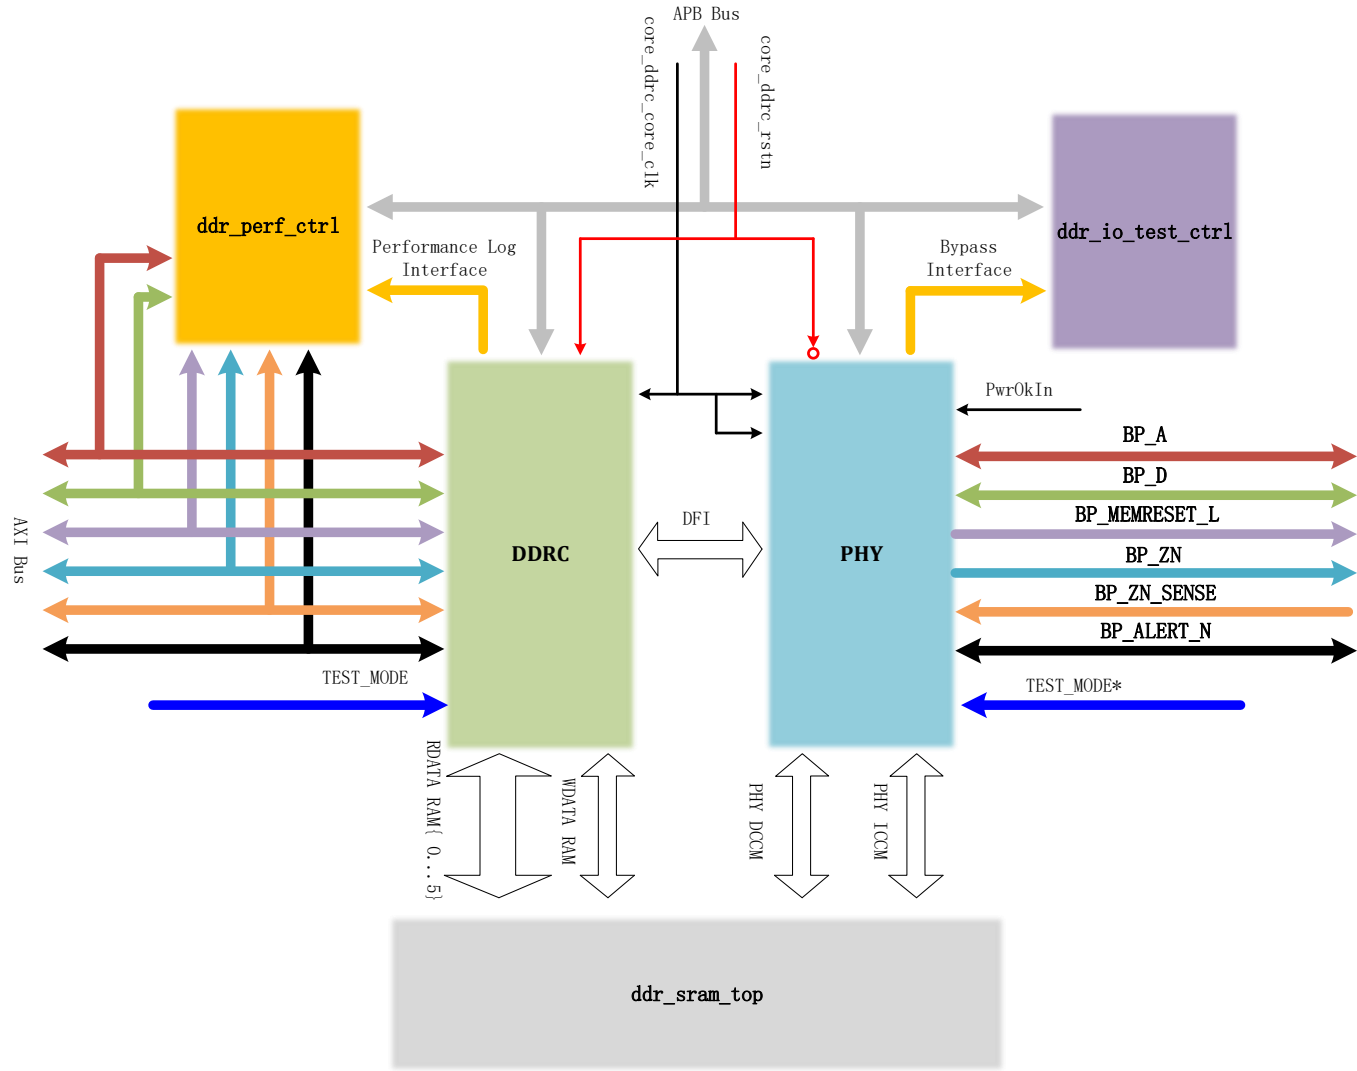 APB Bus
core_ddrc_core_clk
core_ddrc_rstn
ddr_perf_ctrl
ddr_io_test_ctrl
Performance Log
Interface
Bypass
Interface
PwrOkIn
BP_A
BP_D
BP_MEMRESET_L
BP_ZN
BP_ZN_SENSE
BP_ALERT_N
AXI Bus
DFI
DDRC
PHY
TEST_MODE
TEST_MODE*
RDATA RAM{ 0...5}
WDATA RAM
PHY DCCM
PHY ICCM
ddr_sram_top